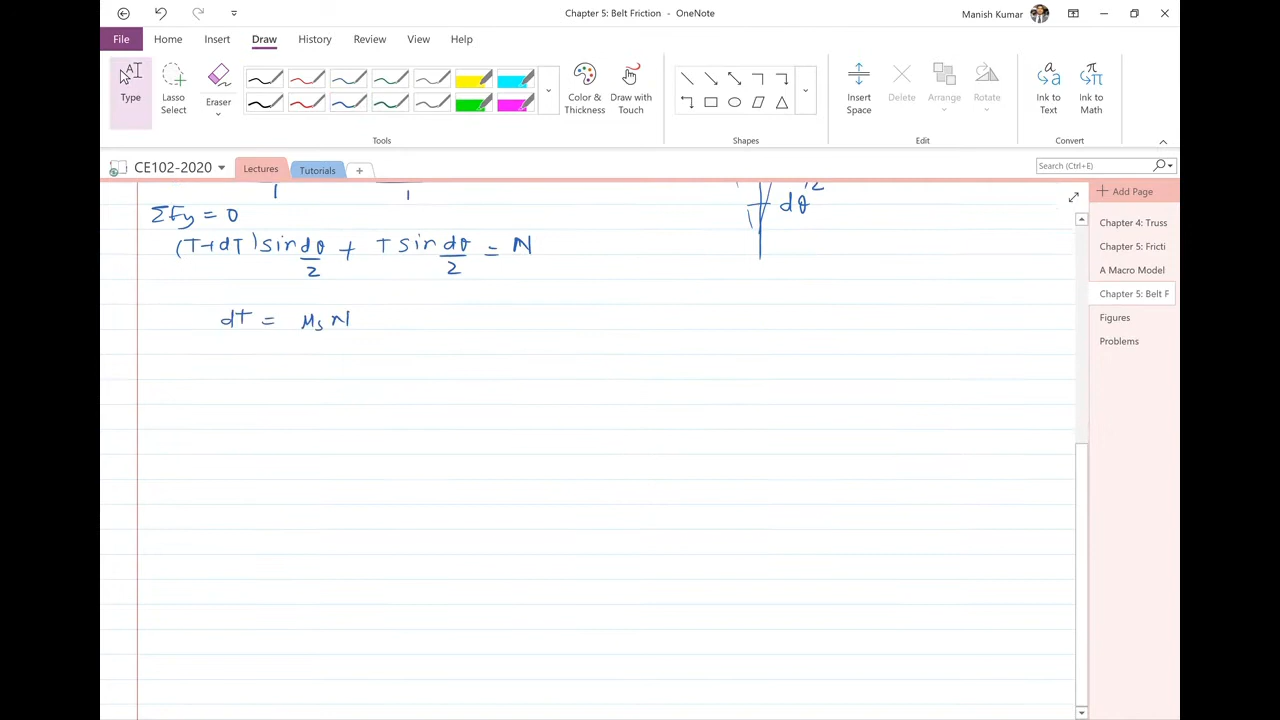 Chapter 5: Belt Friction - OneNote
Manish Kumar
File Home Insert Draw History Review View Help
Type
Lasso Select
Eraser
Color & Thickness
Draw with Touch
Insert Space
Delete
Arrange
Rotate
Ink to Text
Ink to Math
Tools
Shapes
Edit
Convert
CE102-2020
Lectures
Tutorials
Search (Ctrl+E)
Add Page
Chapter 4: Truss
Chapter 5: Fricti
A Macro Model
Chapter 5: Belt F
Figures
Problems
1 1
2
dθ
ΣFy = 0
(T+dT) sin dθ/2 + T sin dθ/2 = N
dT = μs N